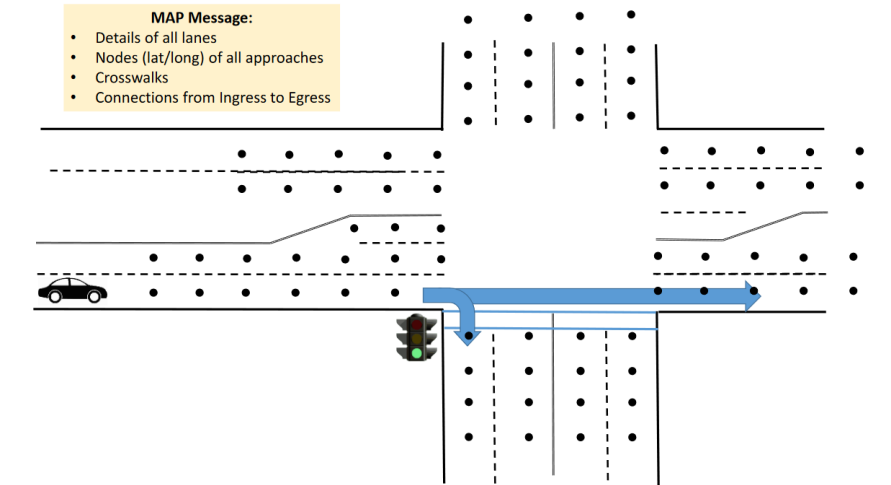 MAP Message:
• Details of all lanes
• Nodes (lat/long) of all approaches
• Crosswalks
• Connections from Ingress to Egress